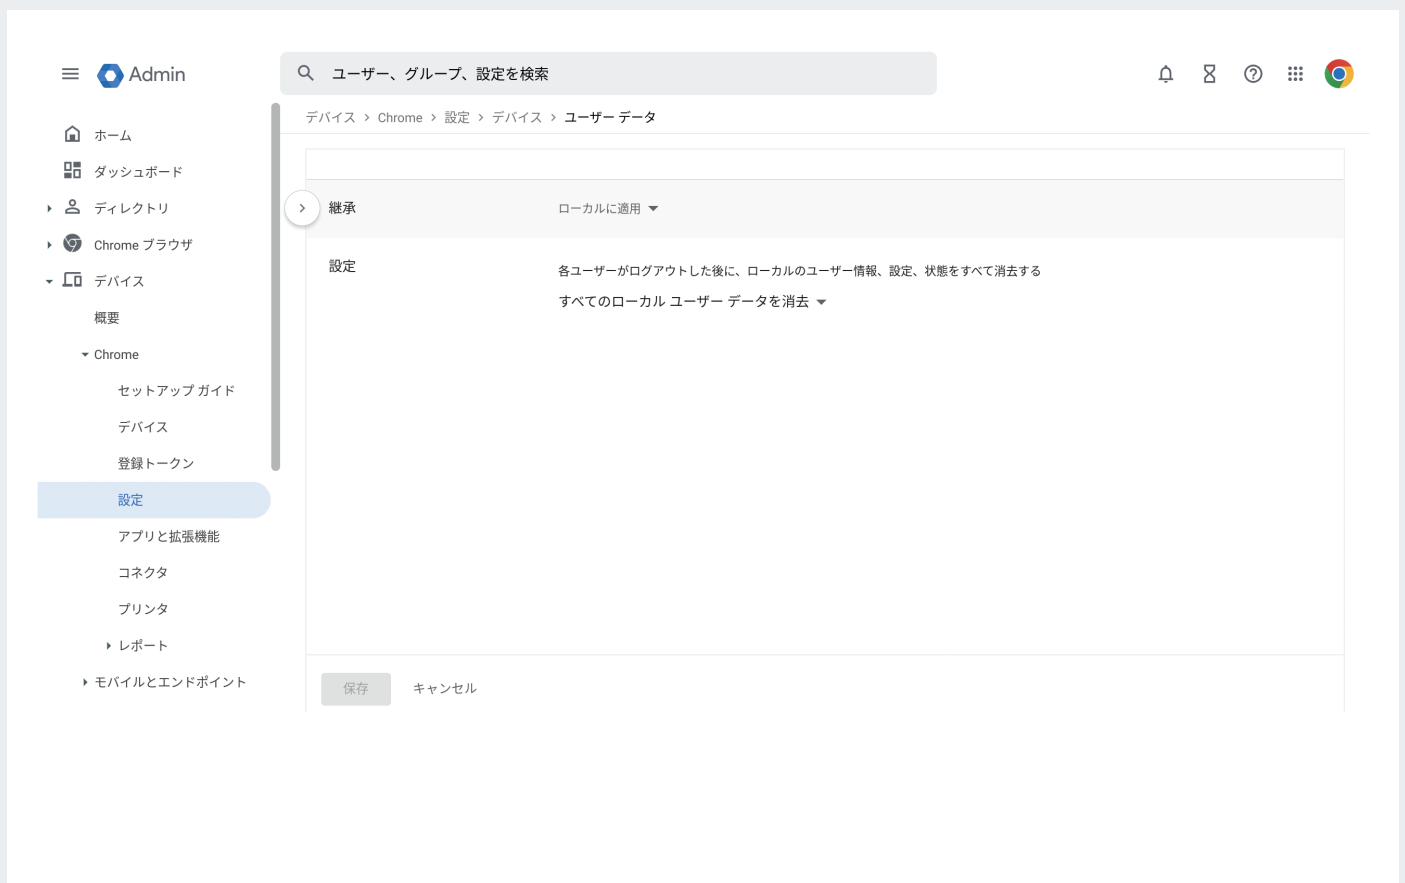 Admin
ユーザー、グループ、設定を検索
デバイス > Chrome > 設定 > デバイス > ユーザー データ
ホーム
ダッシュボード
ディレクトリ
Chrome ブラウザ
デバイス
概要
Chrome
セットアップ ガイド
デバイス
登録トークン
設定
アプリと拡張機能
コネクタ
プリンタ
レポート
モバイルとエンドポイント
継承
ローカルに適用
設定
各ユーザーがログアウトした後に、ローカルのユーザー情報、設定、状態をすべて消去する
すべてのローカル ユーザー データを消去
保存
キャンセル